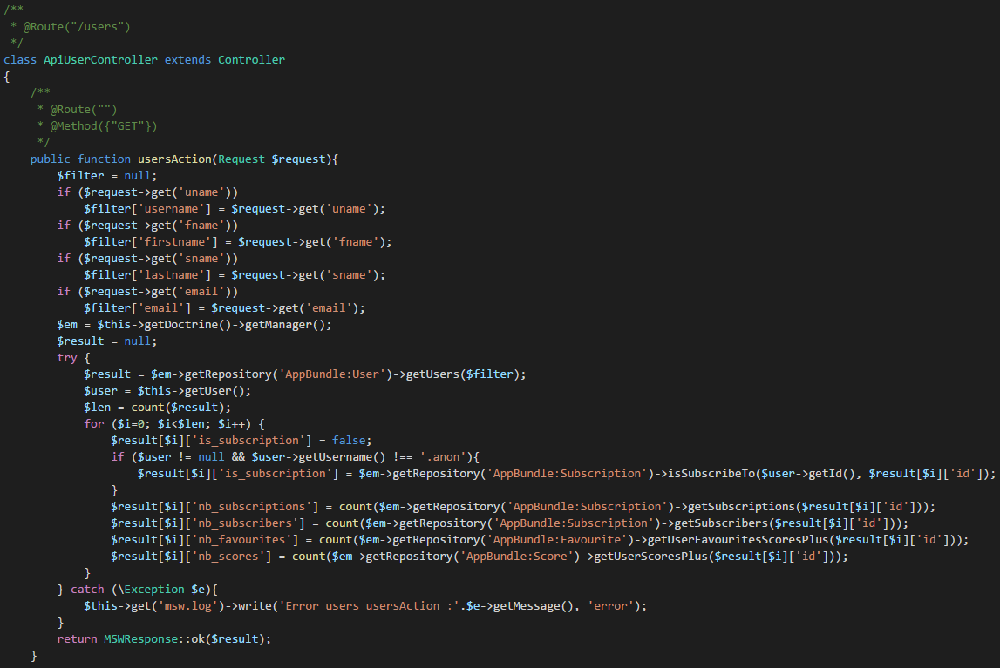 /**
 * @Route("/users")
 */
class ApiUserController extends Controller
{
    /**
     * @Route("")
     * @Method({"GET"})
     */
    public function usersAction(Request $request){
        $filter = null;
        if ($request->get('uname'))
            $filter['username'] = $request->get('uname');
        if ($request->get('fname'))
            $filter['firstname'] = $request->get('fname');
        if ($request->get('sname'))
            $filter['lastname'] = $request->get('sname');
        if ($request->get('email'))
            $filter['email'] = $request->get('email');
        $em = $this->getDoctrine()->getManager();
        $result = null;
        try {
            $result = $em->getRepository('AppBundle:User')->getUsers($filter);
            $user = $this->getUser();
            $len = count($result);
            for ($i=0; $i<$len; $i++) {
                $result[$i]['is_subscription'] = false;
                if ($user != null && $user->getUsername() !== '.anon'){
                    $result[$i]['is_subscription'] = $em->getRepository('AppBundle:Subscription')->isSubscribeTo($user->getId(), $result[$i]['id']);
                }
                $result[$i]['nb_subscriptions'] = count($em->getRepository('AppBundle:Subscription')->getSubscriptions($result[$i]['id']));
                $result[$i]['nb_subscribers'] = count($em->getRepository('AppBundle:Subscription')->getSubscribers($result[$i]['id']));
                $result[$i]['nb_favourites'] = count($em->getRepository('AppBundle:Favourite')->getUserFavouritesScoresPlus($result[$i]['id']));
                $result[$i]['nb_scores'] = count($em->getRepository('AppBundle:Score')->getUserScoresPlus($result[$i]['id']));
            }
        } catch (\Exception $e){
            $this->get('msw.log')->write('Error users usersAction :'.$e->getMessage(), 'error');
        }
        return MSWResponse::ok($result);
    }